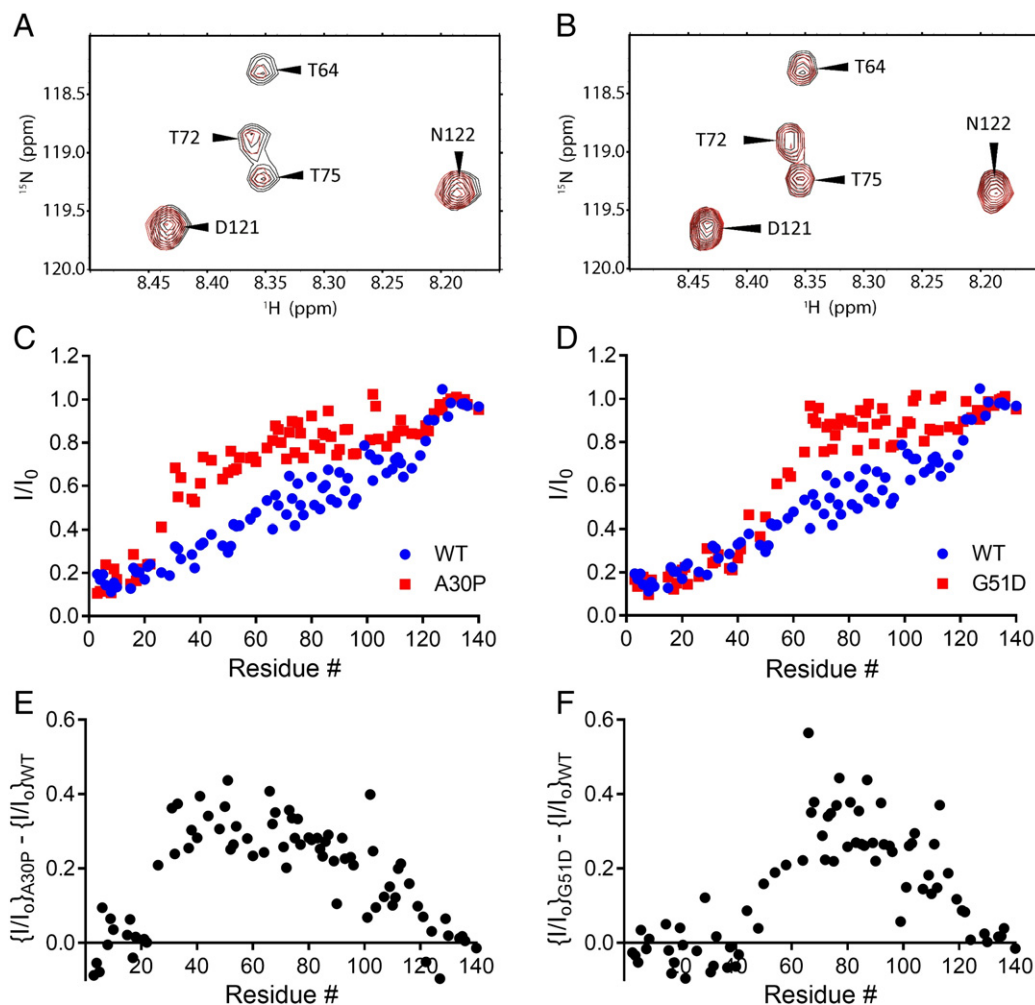 A
T64
T72
T75
N122
D121
118.5
119.0
119.5
120.0
¹⁵N (ppm)
8.45 8.40 8.35 8.30 8.25 8.20
¹H (ppm)
B
T64
T72
T75
N122
D121
118.5
119.0
119.5
120.0
¹⁵N (ppm)
8.45 8.40 8.35 8.30 8.25 8.20
¹H (ppm)
C
1.2
1.0
0.8
0.6
0.4
0.2
0.0
I/I₀
WT
A30P
0 20 40 60 80 100 120 140
Residue #
D
1.2
1.0
0.8
0.6
0.4
0.2
0.0
I/I₀
WT
G51D
0 20 40 60 80 100 120 140
Residue #
E
0.6
0.4
0.2
0.0
{I/Iₒ}A30P - {I/Iₒ}WT
20 40 60 80 100 120 140
Residue #
F
0.6
0.4
0.2
0.0
{I/Iₒ}G51D - {I/Iₒ}WT
20 40 60 80 100 120 140
Residue #